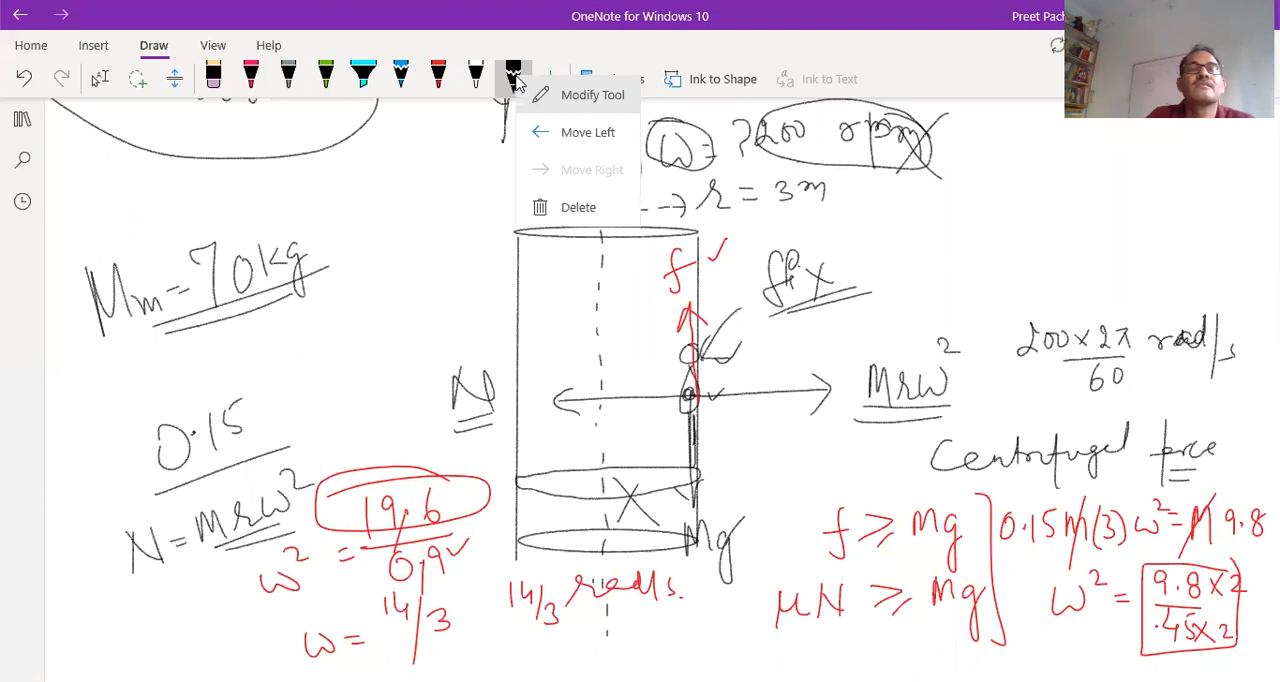 OneNote for Windows 10
Preet Pach
Home Insert Draw View Help
Ink to Shape
Ink to Text
Modify Tool
Move Left
Move Right
Delete
ω = ?200 rpm
r = 3m
Mm = 70kg
f
ffix
N
Mrω²
200 × 2π rad/s
60
0.15
Centrifugal force
N = Mrω²
ω² = 19.6
0.9
Mg
f ≥ Mg
0.15 m(3) ω² = M 9.8
ω = 14/3
14/3 rad/s.
μN ≥ Mg
ω² = 9.8×2
.45×2